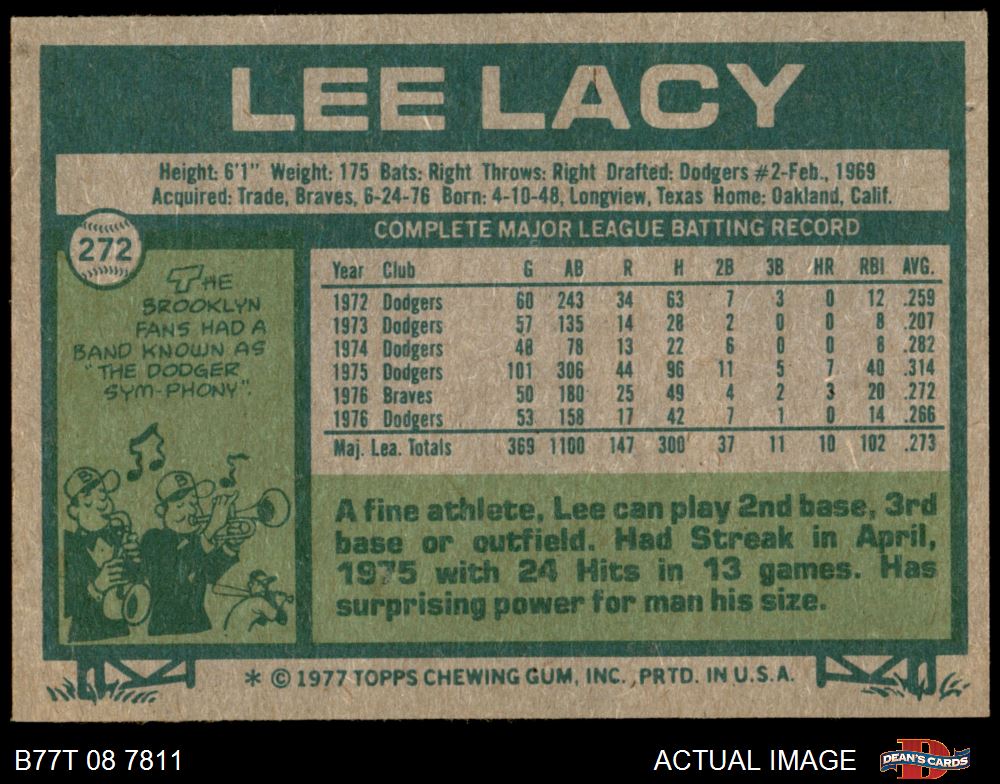 LEE LACY
Height: 6'1" Weight: 175 Bats: Right Throws: Right Drafted: Dodgers #2-Feb., 1969
Acquired: Trade, Braves, 6-24-76 Born: 4-10-48, Longview, Texas Home: Oakland, Calif.
272
THE
BROOKLYN
FANS HAD A
BAND KNOWN AS
"THE DODGER
SYM-PHONY".
COMPLETE MAJOR LEAGUE BATTING RECORD
Year Club G AB R H 2B 3B HR RBI AVG.
1972 Dodgers 60 243 34 63 7 3 0 12 .259
1973 Dodgers 57 135 14 28 2 0 0 8 .207
1974 Dodgers 48 78 13 22 6 0 0 8 .282
1975 Dodgers 101 306 44 96 11 5 7 40 .314
1976 Braves 50 180 25 49 4 2 3 20 .272
1976 Dodgers 53 158 17 42 7 1 0 14 .266
Maj. Lea. Totals 369 1100 147 300 37 11 10 102 .273
A fine athlete, Lee can play 2nd base, 3rd
base or outfield. Had Streak in April,
1975 with 24 Hits in 13 games. Has
surprising power for man his size.
B
B
* © 1977 TOPPS CHEWING GUM, INC., PRTD. IN U.S.A.
B77T 08 7811
ACTUAL IMAGE
DEAN'S CARDS